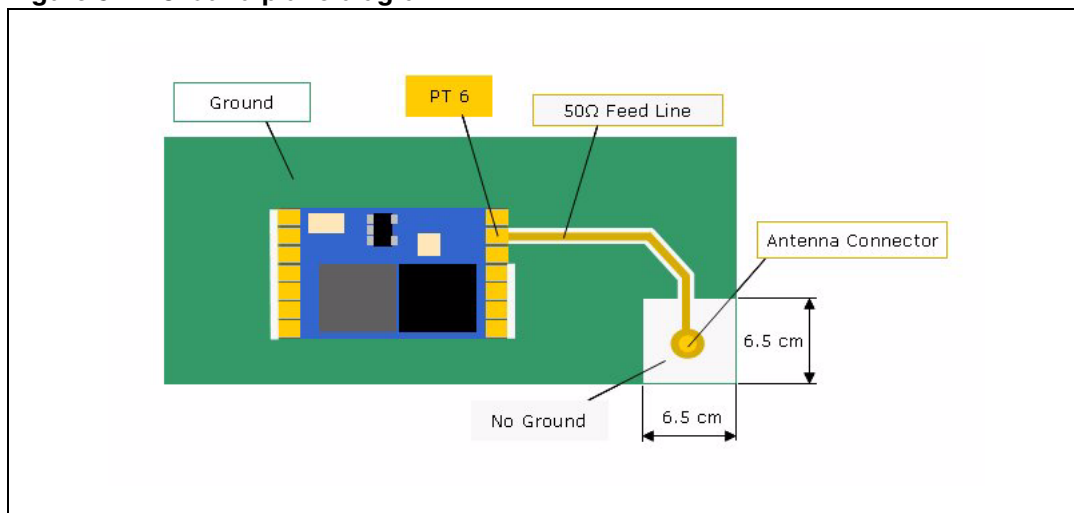 Ground
PT 6
50Ω Feed Line
Antenna Connector
6.5 cm
No Ground
6.5 cm